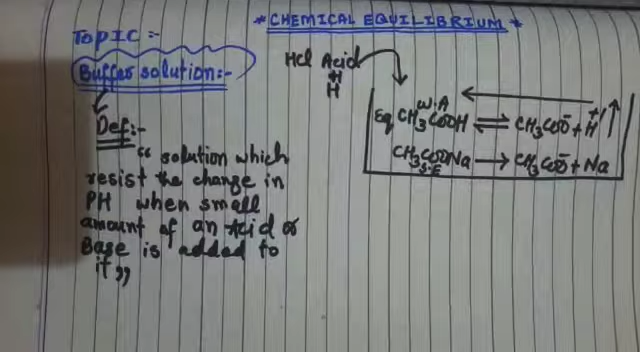 * CHEMICAL EQUILIBRIUM *
Topic :-
Buffer solution:-
Hcl Acid
H
H
Def:-
W.A
Eq CH₃COOH ⇌ CH₃COO⁻ + H⁺
CH₃COONa → CH₃COO⁻ + Na
S.E
“ solution which
resist the change in
PH when small
amount of an Acid or
Base is added to
it ”